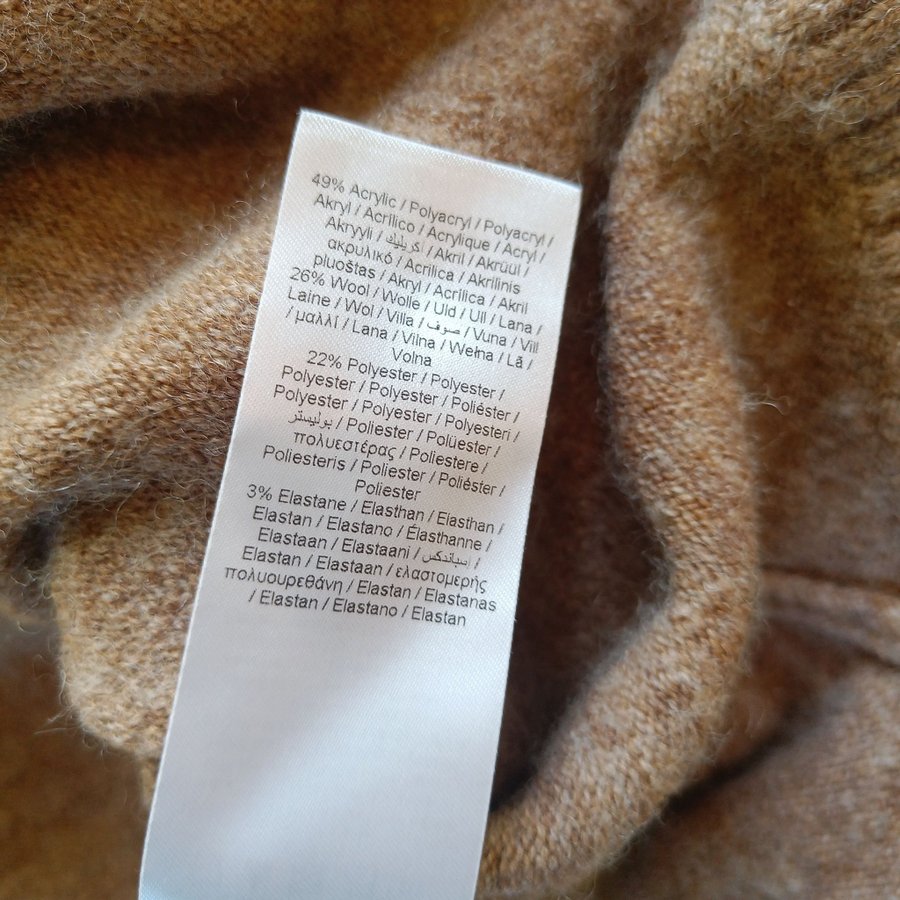 49% Acrylic / Polyacryl / Polyacryl /
Akryl / Acrílico / Acrylique / Acryl /
Akryyli / أكريليك / Akril / Akrüül /
ακρυλικό / Acrilica / Akrilinis
pluoštas / Akryl / Acrílica / Akril
26% Wool / Wolle / Uld / Ull / Lana /
Laine / Wol / Villa / صوف / Vuna / Vill
/ μαλλί / Lana / Vilna / Wełna / Lã /
Volna
22% Polyester / Polyester /
Polyester / Polyester / Poliéster /
Polyester / Polyester / Polyesteri /
بوليستر / Poliester / Polüester /
πολυεστέρας / Poliestere /
Poliesteris / Poliester / Poliéster /
Poliester
3% Elastane / Elasthan / Elasthan /
Elastan / Elastano / Élasthanne /
Elastaan / Elastaani / إسباندكس /
Elastan / Elastaan / ελαστομερής
πολυουρεθάνη / Elastan / Elastanas
/ Elastan / Elastano / Elastan